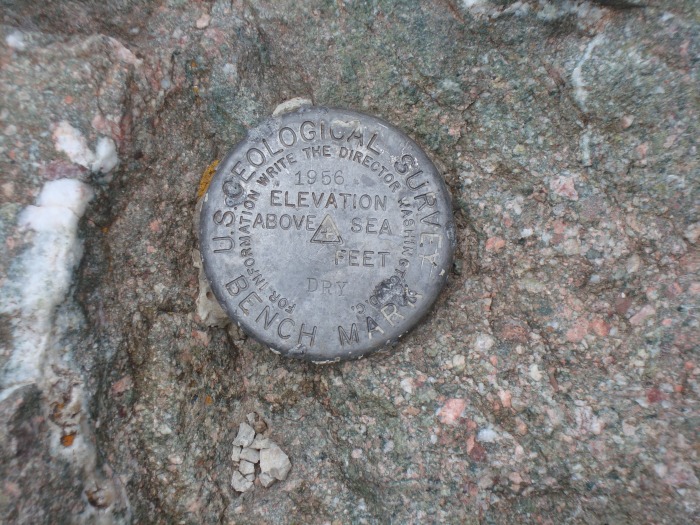 U.S. GEOLOGICAL SURVEY
FOR INFORMATION WRITE THE DIRECTOR WASHINGTON, D.C.
1956
ELEVATION
ABOVE SEA
FEET
DRY
BENCH MARK